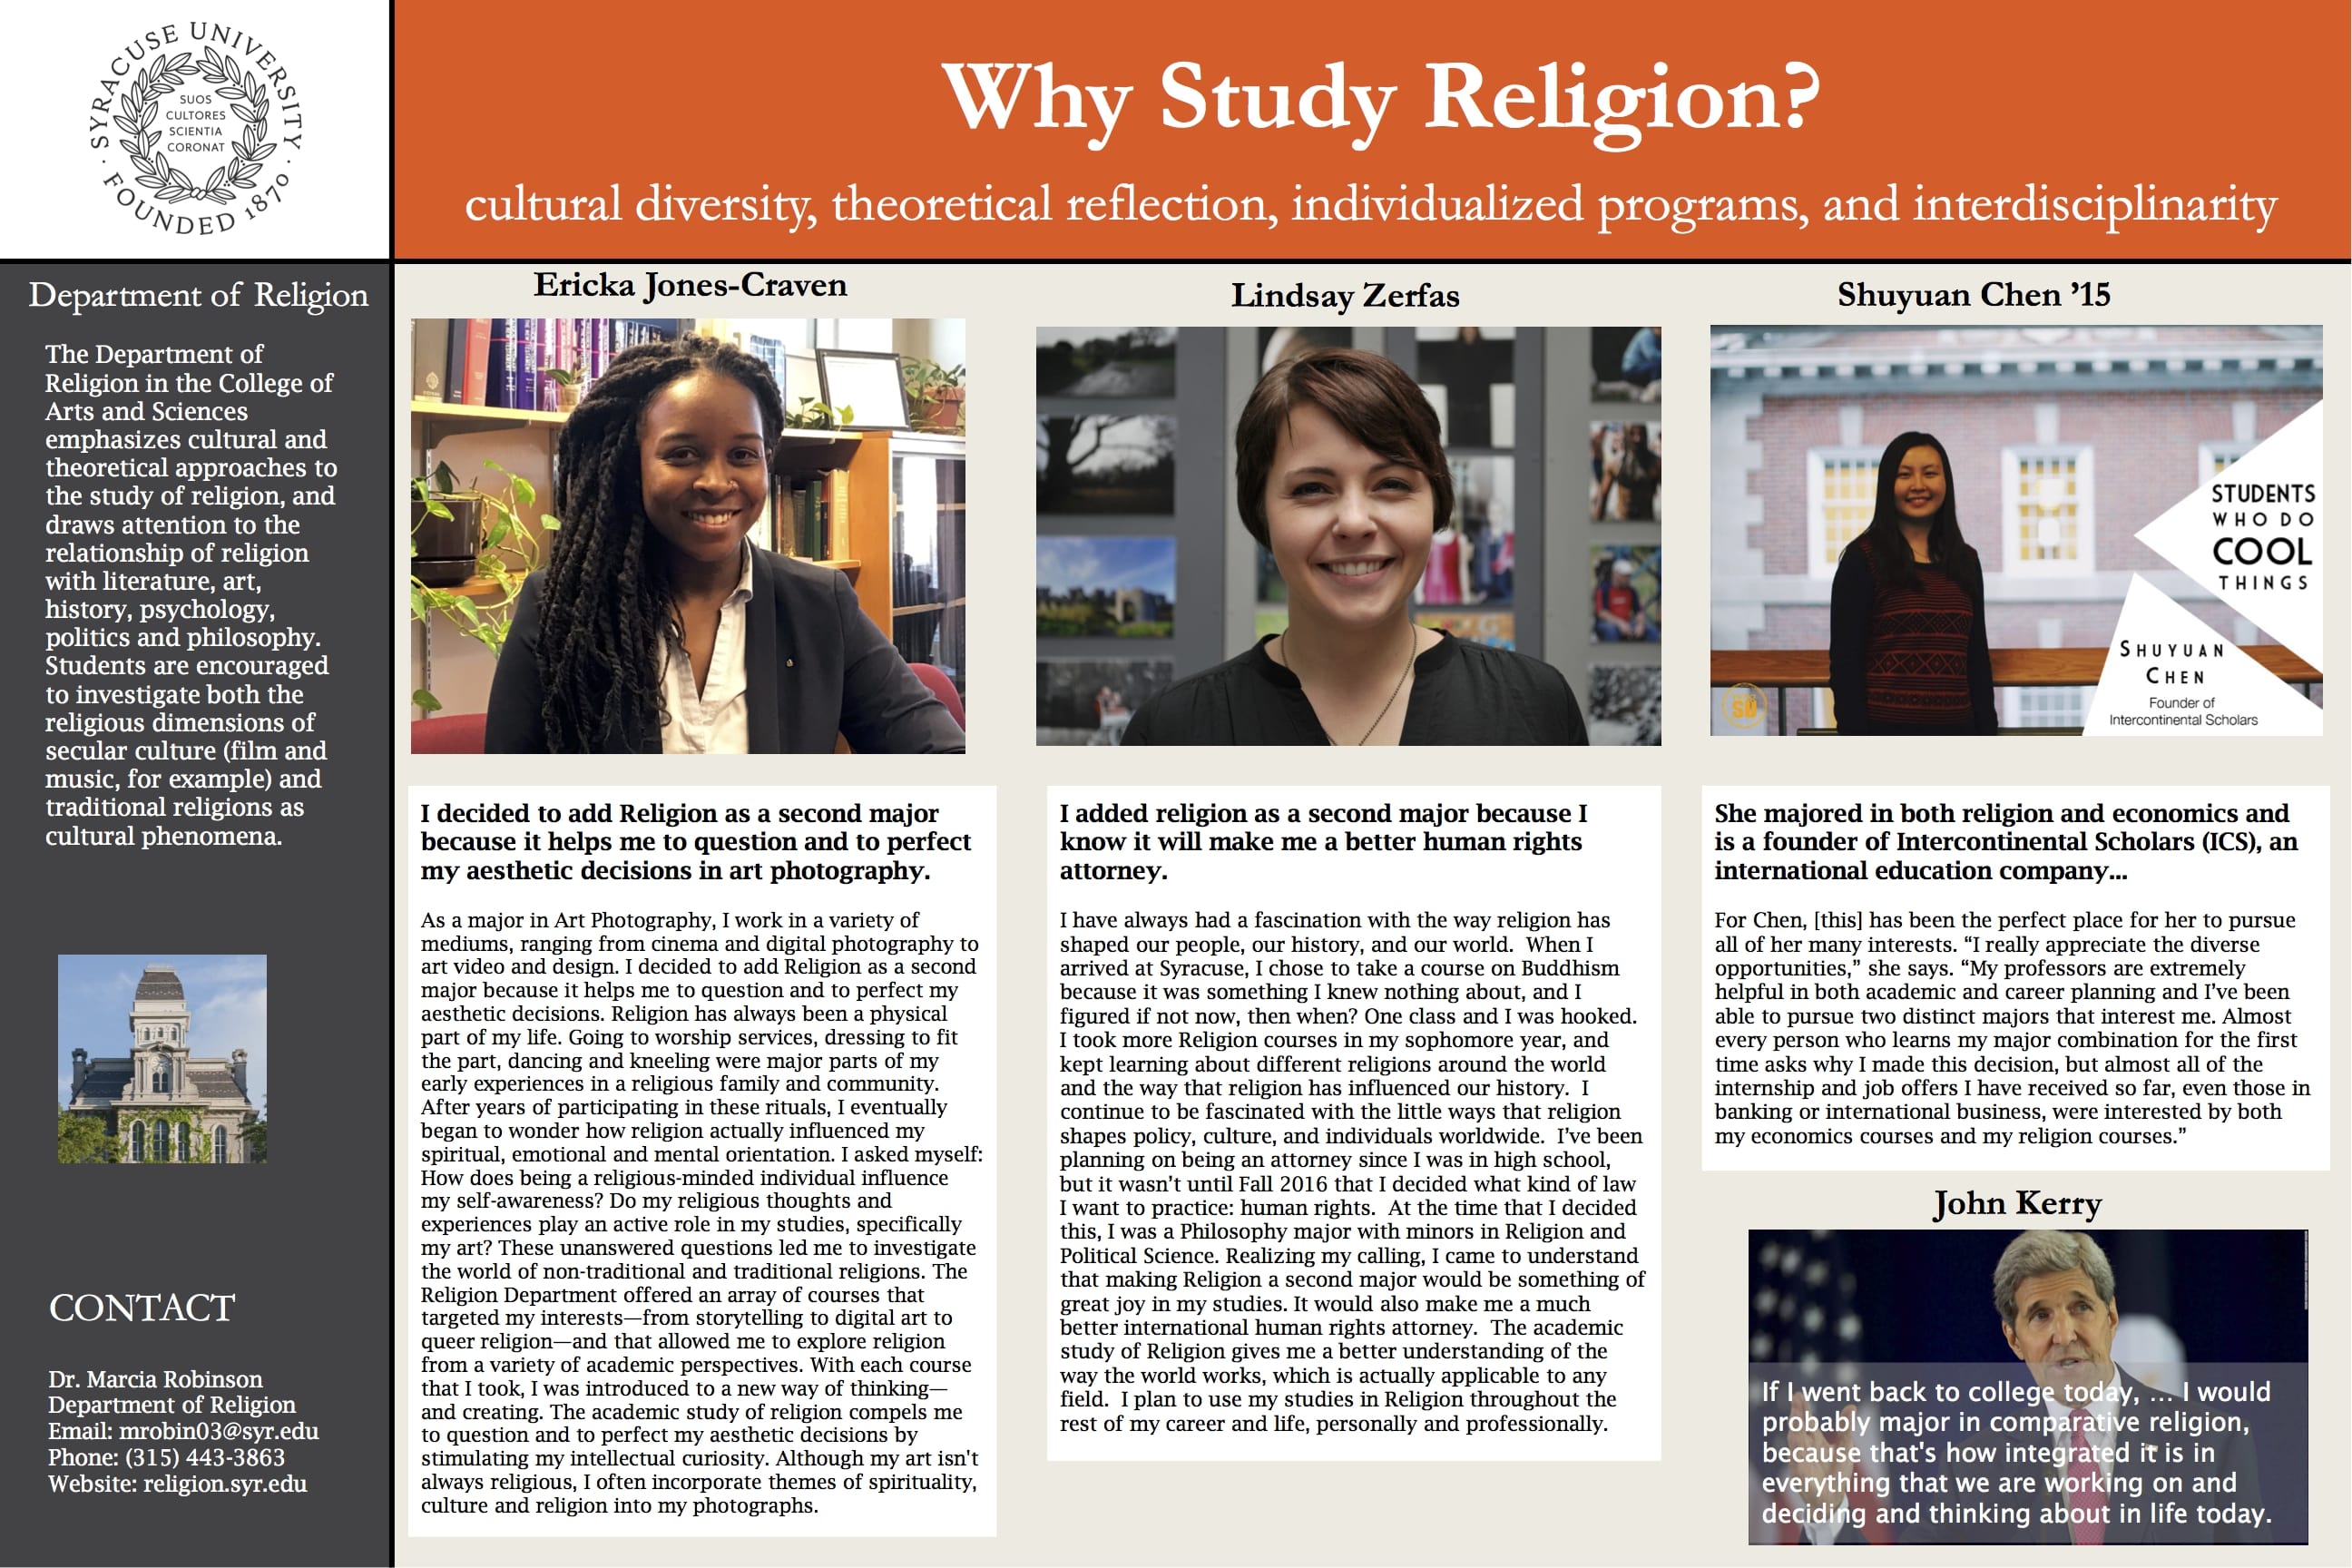 SYRACUSE UNIVERSITY
· FOUNDED 1870 ·
SUOS
CULTORES
SCIENTIA
CORONAT
Why Study Religion?
cultural diversity, theoretical reflection, individualized programs, and interdisciplinarity
Department of Religion
The Department of
Religion in the College of
Arts and Sciences
emphasizes cultural and
theoretical approaches to
the study of religion, and
draws attention to the
relationship of religion
with literature, art,
history, psychology,
politics and philosophy.
Students are encouraged
to investigate both the
religious dimensions of
secular culture (film and
music, for example) and
traditional religions as
cultural phenomena.
CONTACT
Dr. Marcia Robinson
Department of Religion
Email: mrobin03@syr.edu
Phone: (315) 443-3863
Website: religion.syr.edu
Ericka Jones-Craven
I decided to add Religion as a second major
because it helps me to question and to perfect
my aesthetic decisions in art photography.
As a major in Art Photography, I work in a variety of
mediums, ranging from cinema and digital photography to
art video and design. I decided to add Religion as a second
major because it helps me to question and to perfect my
aesthetic decisions. Religion has always been a physical
part of my life. Going to worship services, dressing to fit
the part, dancing and kneeling were major parts of my
early experiences in a religious family and community.
After years of participating in these rituals, I eventually
began to wonder how religion actually influenced my
spiritual, emotional and mental orientation. I asked myself:
How does being a religious-minded individual influence
my self-awareness? Do my religious thoughts and
experiences play an active role in my studies, specifically
my art? These unanswered questions led me to investigate
the world of non-traditional and traditional religions. The
Religion Department offered an array of courses that
targeted my interests—from storytelling to digital art to
queer religion—and that allowed me to explore religion
from a variety of academic perspectives. With each course
that I took, I was introduced to a new way of thinking—
and creating. The academic study of religion compels me
to question and to perfect my aesthetic decisions by
stimulating my intellectual curiosity. Although my art isn't
always religious, I often incorporate themes of spirituality,
culture and religion into my photographs.
Lindsay Zerfas
I added religion as a second major because I
know it will make me a better human rights
attorney.
I have always had a fascination with the way religion has
shaped our people, our history, and our world.  When I
arrived at Syracuse, I chose to take a course on Buddhism
because it was something I knew nothing about, and I
figured if not now, then when? One class and I was hooked.
I took more Religion courses in my sophomore year, and
kept learning about different religions around the world
and the way that religion has influenced our history.  I
continue to be fascinated with the little ways that religion
shapes policy, culture, and individuals worldwide.  I've been
planning on being an attorney since I was in high school,
but it wasn't until Fall 2016 that I decided what kind of law
I want to practice: human rights.  At the time that I decided
this, I was a Philosophy major with minors in Religion and
Political Science. Realizing my calling, I came to understand
that making Religion a second major would be something of
great joy in my studies. It would also make me a much
better international human rights attorney.  The academic
study of Religion gives me a better understanding of the
way the world works, which is actually applicable to any
field.  I plan to use my studies in Religion throughout the
rest of my career and life, personally and professionally.
Shuyuan Chen ’15
STUDENTS
WHO DO
COOL
THINGS
SHUYUAN
CHEN
Founder of
Intercontinental Scholars
SU
She majored in both religion and economics and
is a founder of Intercontinental Scholars (ICS), an
international education company...
For Chen, [this] has been the perfect place for her to pursue
all of her many interests. “I really appreciate the diverse
opportunities,” she says. “My professors are extremely
helpful in both academic and career planning and I’ve been
able to pursue two distinct majors that interest me. Almost
every person who learns my major combination for the first
time asks why I made this decision, but almost all of the
internship and job offers I have received so far, even those in
banking or international business, were interested by both
my economics courses and my religion courses.”
John Kerry
If I went back to college today, ... I would
probably major in comparative religion,
because that's how integrated it is in
everything that we are working on and
deciding and thinking about in life today.